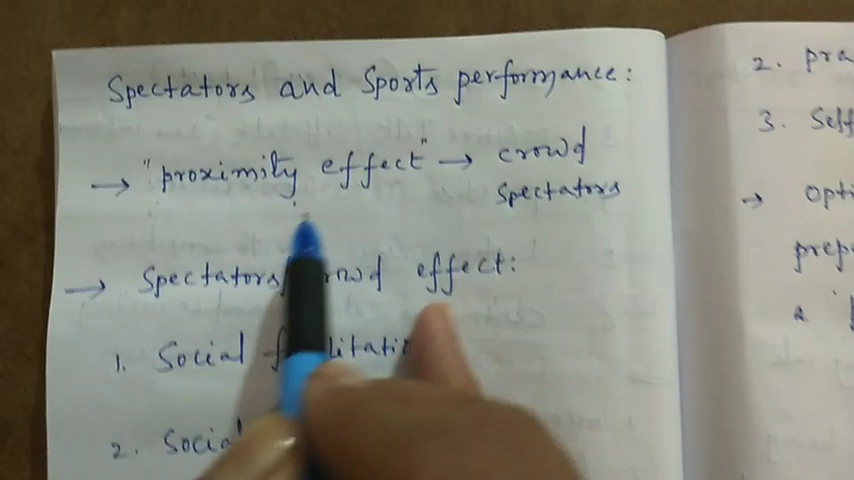 Spectators and Sports performance:
→ "proximity effect" → crowd
Spectators
→ Spectators/ effect:
1. Social
2. Social
2. pra
3. Self
→ opti
prep
a